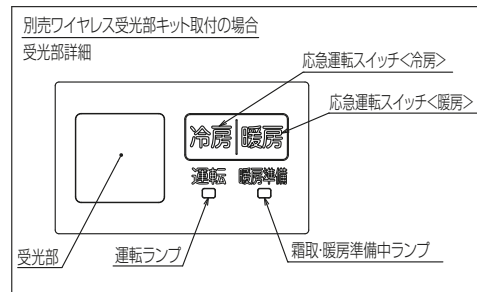 別売ワイヤレス受光部キット取付の場合
受光部詳細
応急運転スイッチ<冷房>
応急運転スイッチ<暖房>
冷房 暖房
運転 暖房準備
受光部
運転ランプ
霜取・暖房準備中ランプ